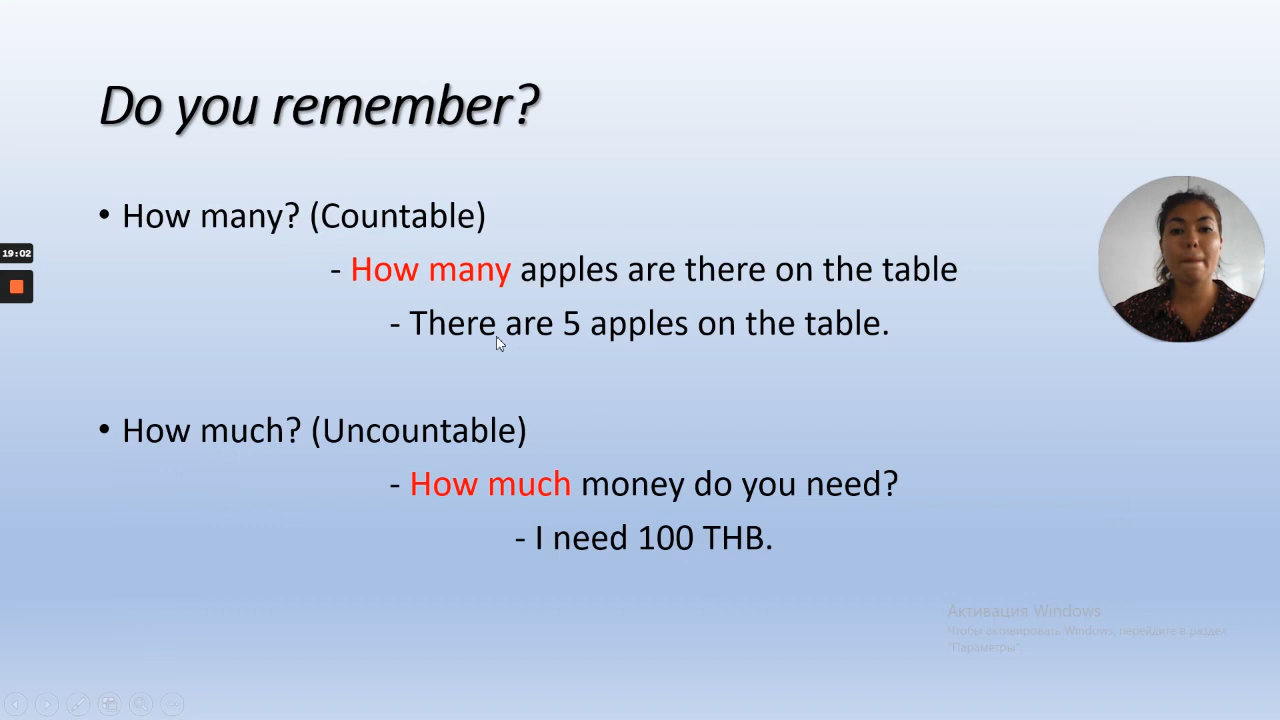 Do you remember?
• How many? (Countable)
19:02
- How many apples are there on the table
- There are 5 apples on the table.
• How much? (Uncountable)
- How much money do you need?
- I need 100 THB.
Активация Windows
Чтобы активировать Windows, перейдите в раздел
"Параметры".